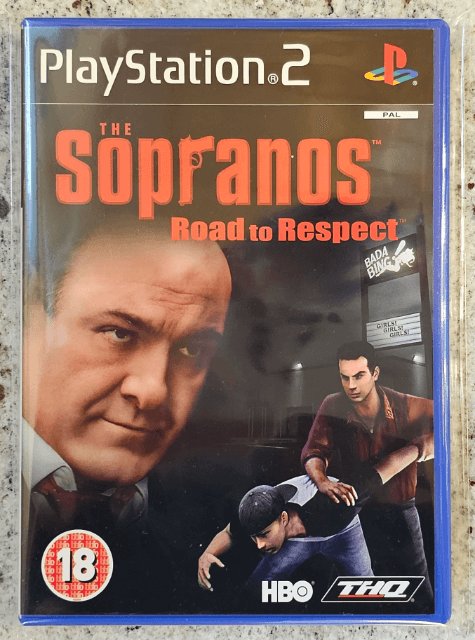 PlayStation®2
PAL
THE
SopranoS™
Road to Respect™
BADA
BING!
GIRLS!
GIRLS!
GIRLS!
18
HBO®
THQ®